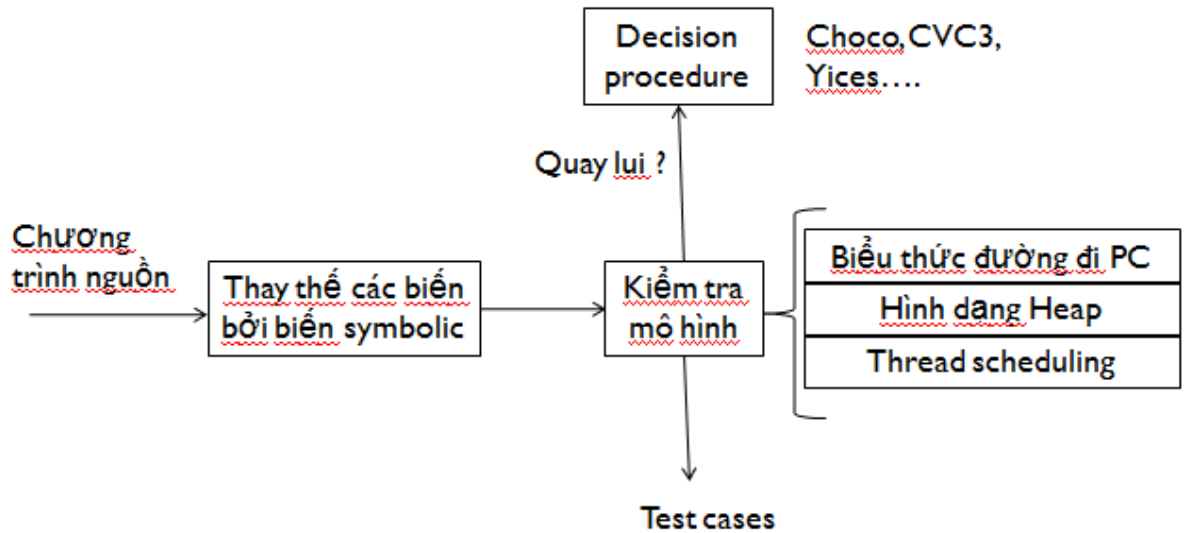 Decision
procedure
Choco, CVC3,
Yices….
Quay lui ?
Chương
trình nguồn
Thay thế các biến
bởi biến symbolic
Kiểm tra
mô hình
Biểu thức đường đi PC
Hình dạng Heap
Thread scheduling
Test cases